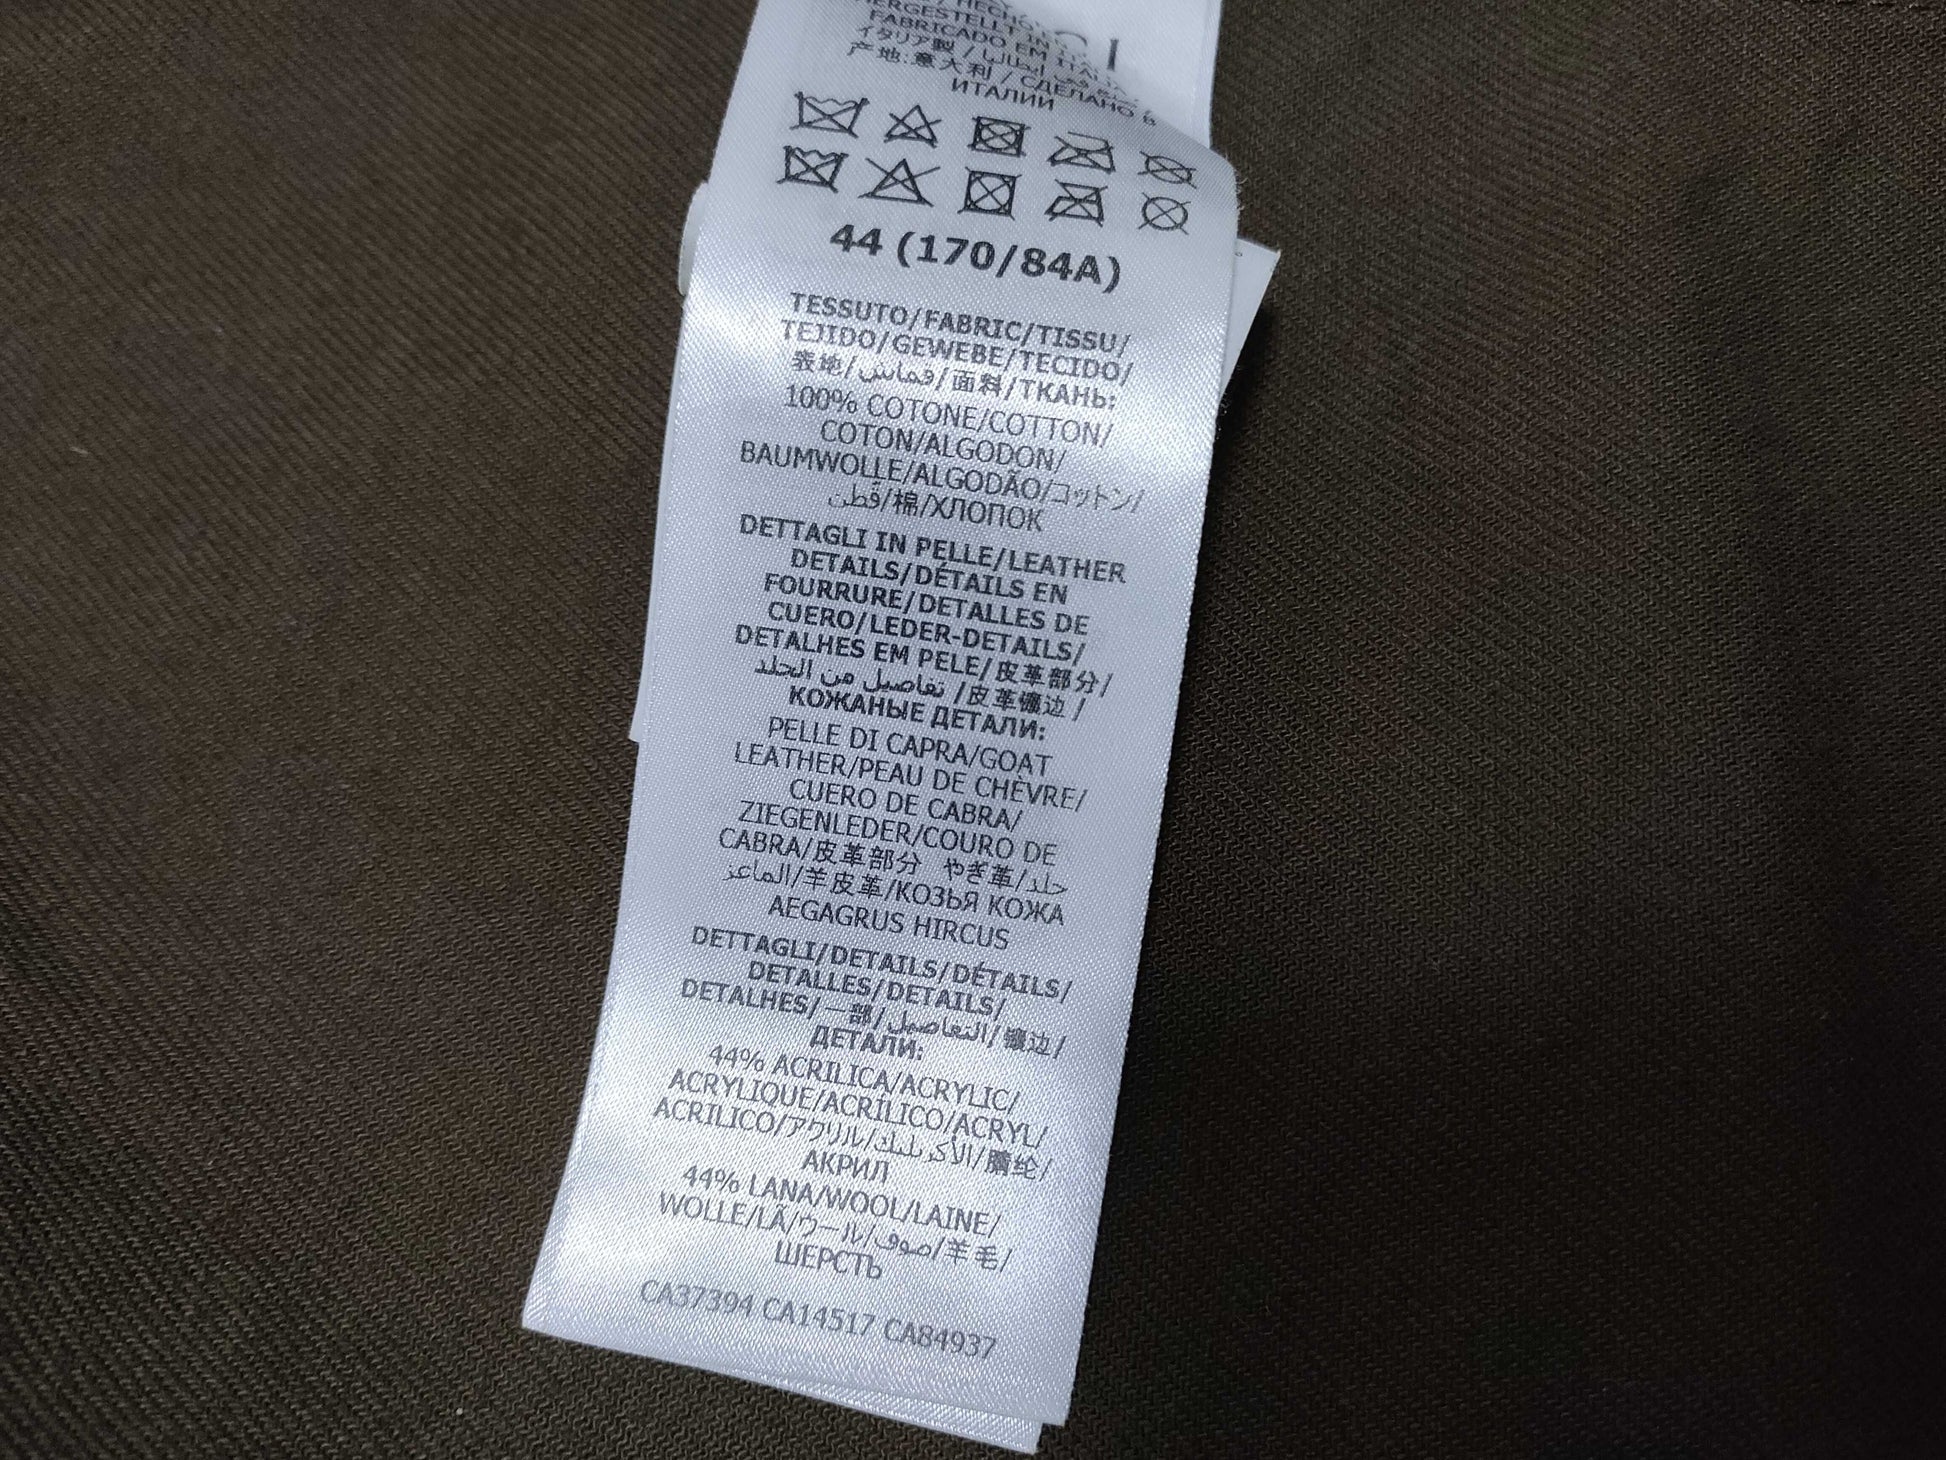 HERGESTELLT IN
FABRICADO EM
イタリア製 /
产地:意大利 / СДЕЛАНО В
ИТАЛИИ
44 (170/84A)
TESSUTO/FABRIC/TISSU/
TEJIDO/GEWEBE/TECIDO/
表地/قماش/面料/ТКАНЬ:
100% COTONE/COTTON/
COTON/ALGODON/
BAUMWOLLE/ALGODÃO/コットン/
قُطن/棉/ХЛОПОК
DETTAGLI IN PELLE/LEATHER
DETAILS/DÉTAILS EN
FOURRURE/DETALLES DE
CUERO/LEDER-DETAILS/
DETALHES EM PELE/皮革部分/
تفاصيل من الجلد /皮革镶边/
КОЖАНЫЕ ДЕТАЛИ:
PELLE DI CAPRA/GOAT
LEATHER/PEAU DE CHÈVRE/
CUERO DE CABRA/
ZIEGENLEDER/COURO DE
CABRA/皮革部分 やぎ革/جلد
الماعز/羊皮革/КОЗЬЯ КОЖА
AEGAGRUS HIRCUS
DETTAGLI/DETAILS/DÉTAILS/
DETALLES/DETAILS/
DETALHES/一部/التفاصيل/镶边/
ДЕТАЛИ:
44% ACRILICA/ACRYLIC/
ACRYLIQUE/ACRÍLICO/ACRYL/
ACRILICO/アクリル/الأكريليك/腈纶/
АКРИЛ
44% LANA/WOOL/LAINE/
WOLLE/LÃ/ウール/صوف/羊毛/
ШЕРСТЬ
CA37394 CA14517 CA84937